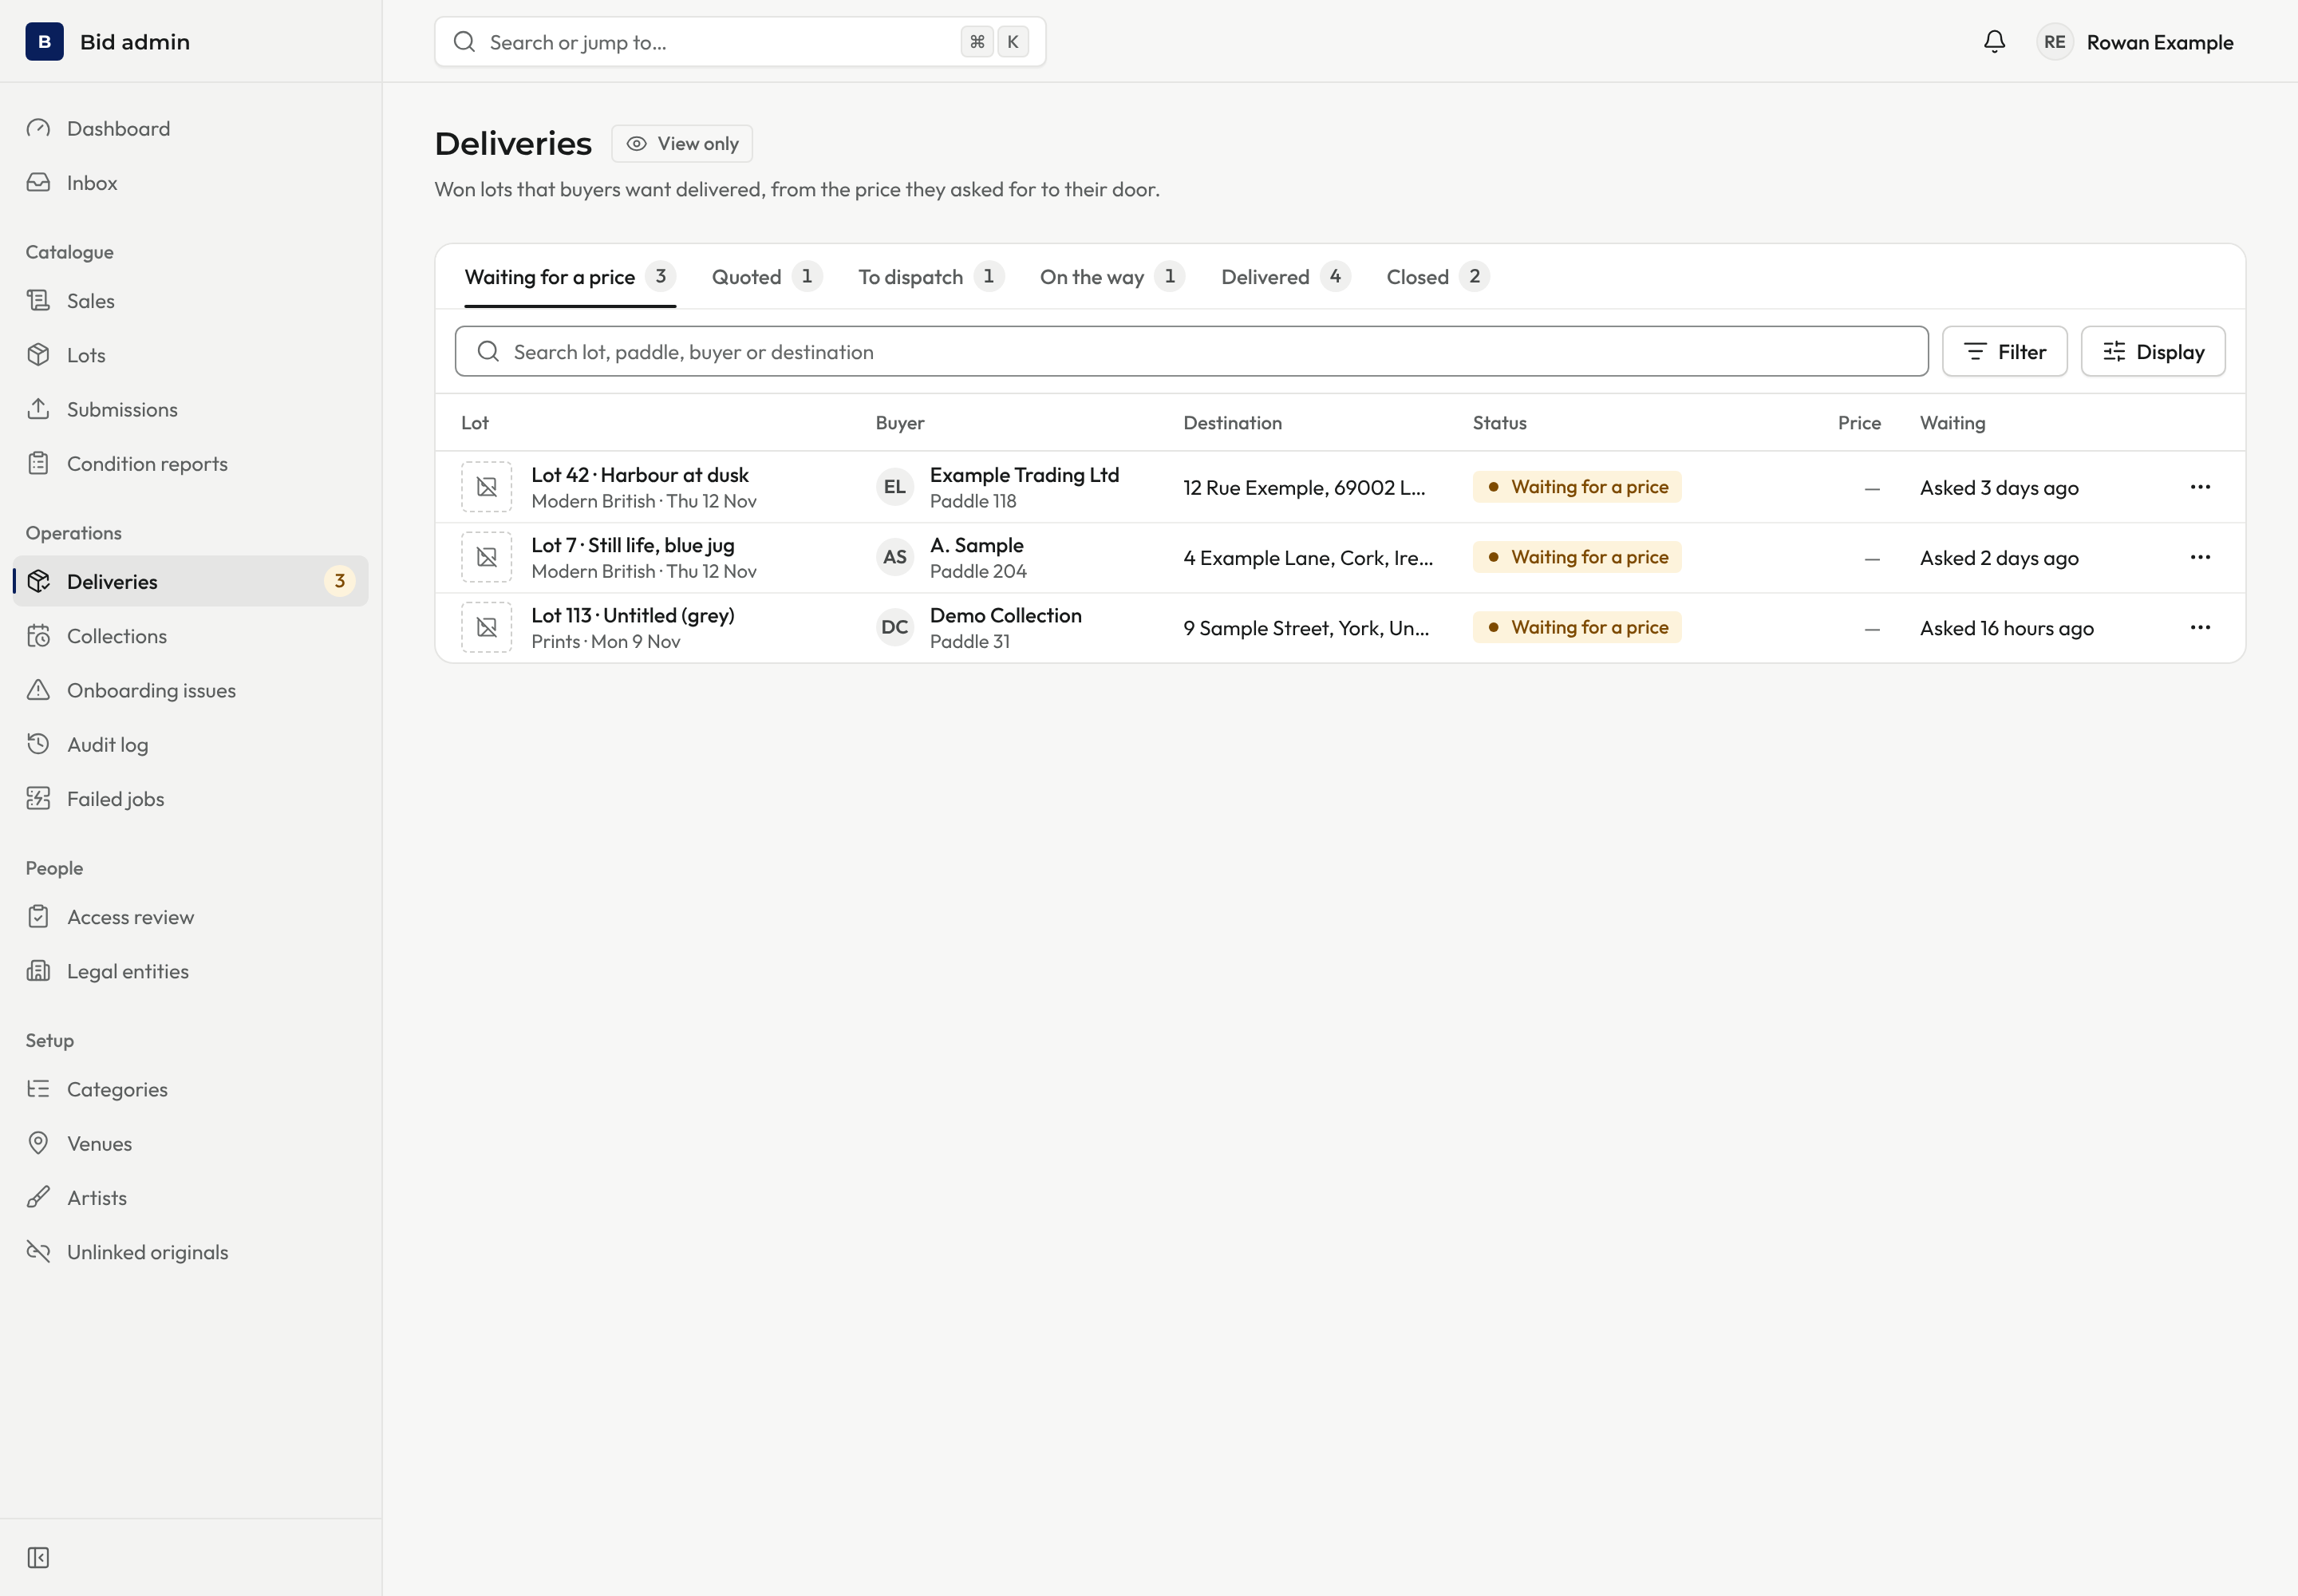 B Bid admin
Search or jump to... ⌘ K
RE Rowan Example
Dashboard
Inbox
Catalogue
Sales
Lots
Submissions
Condition reports
Operations
Deliveries 3
Collections
Onboarding issues
Audit log
Failed jobs
People
Access review
Legal entities
Setup
Categories
Venues
Artists
Unlinked originals
Deliveries View only
Won lots that buyers want delivered, from the price they asked for to their door.
Waiting for a price 3 Quoted 1 To dispatch 1 On the way 1 Delivered 4 Closed 2
Search lot, paddle, buyer or destination Filter Display
Lot Buyer Destination Status Price Waiting
Lot 42 · Harbour at dusk
Modern British · Thu 12 Nov
EL Example Trading Ltd
Paddle 118
12 Rue Exemple, 69002 L... Waiting for a price — Asked 3 days ago
Lot 7 · Still life, blue jug
Modern British · Thu 12 Nov
AS A. Sample
Paddle 204
4 Example Lane, Cork, Ire... Waiting for a price — Asked 2 days ago
Lot 113 · Untitled (grey)
Prints · Mon 9 Nov
DC Demo Collection
Paddle 31
9 Sample Street, York, Un... Waiting for a price — Asked 16 hours ago